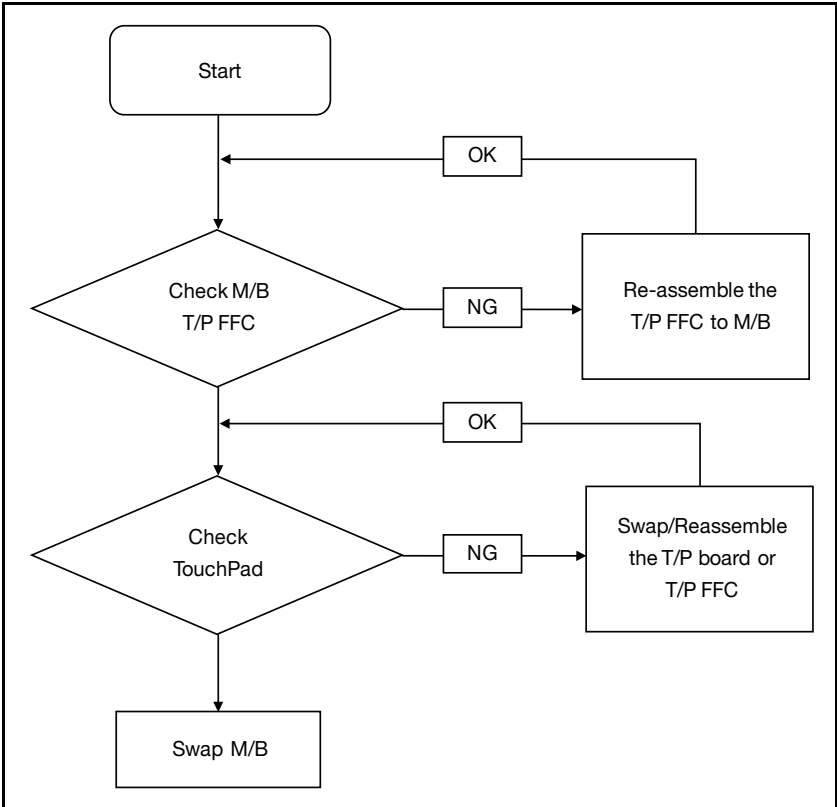 Start
OK
Check M/B
T/P FFC
NG
Re-assemble the
T/P FFC to M/B
OK
Check
TouchPad
NG
Swap/Reassemble
the T/P board or
T/P FFC
Swap M/B